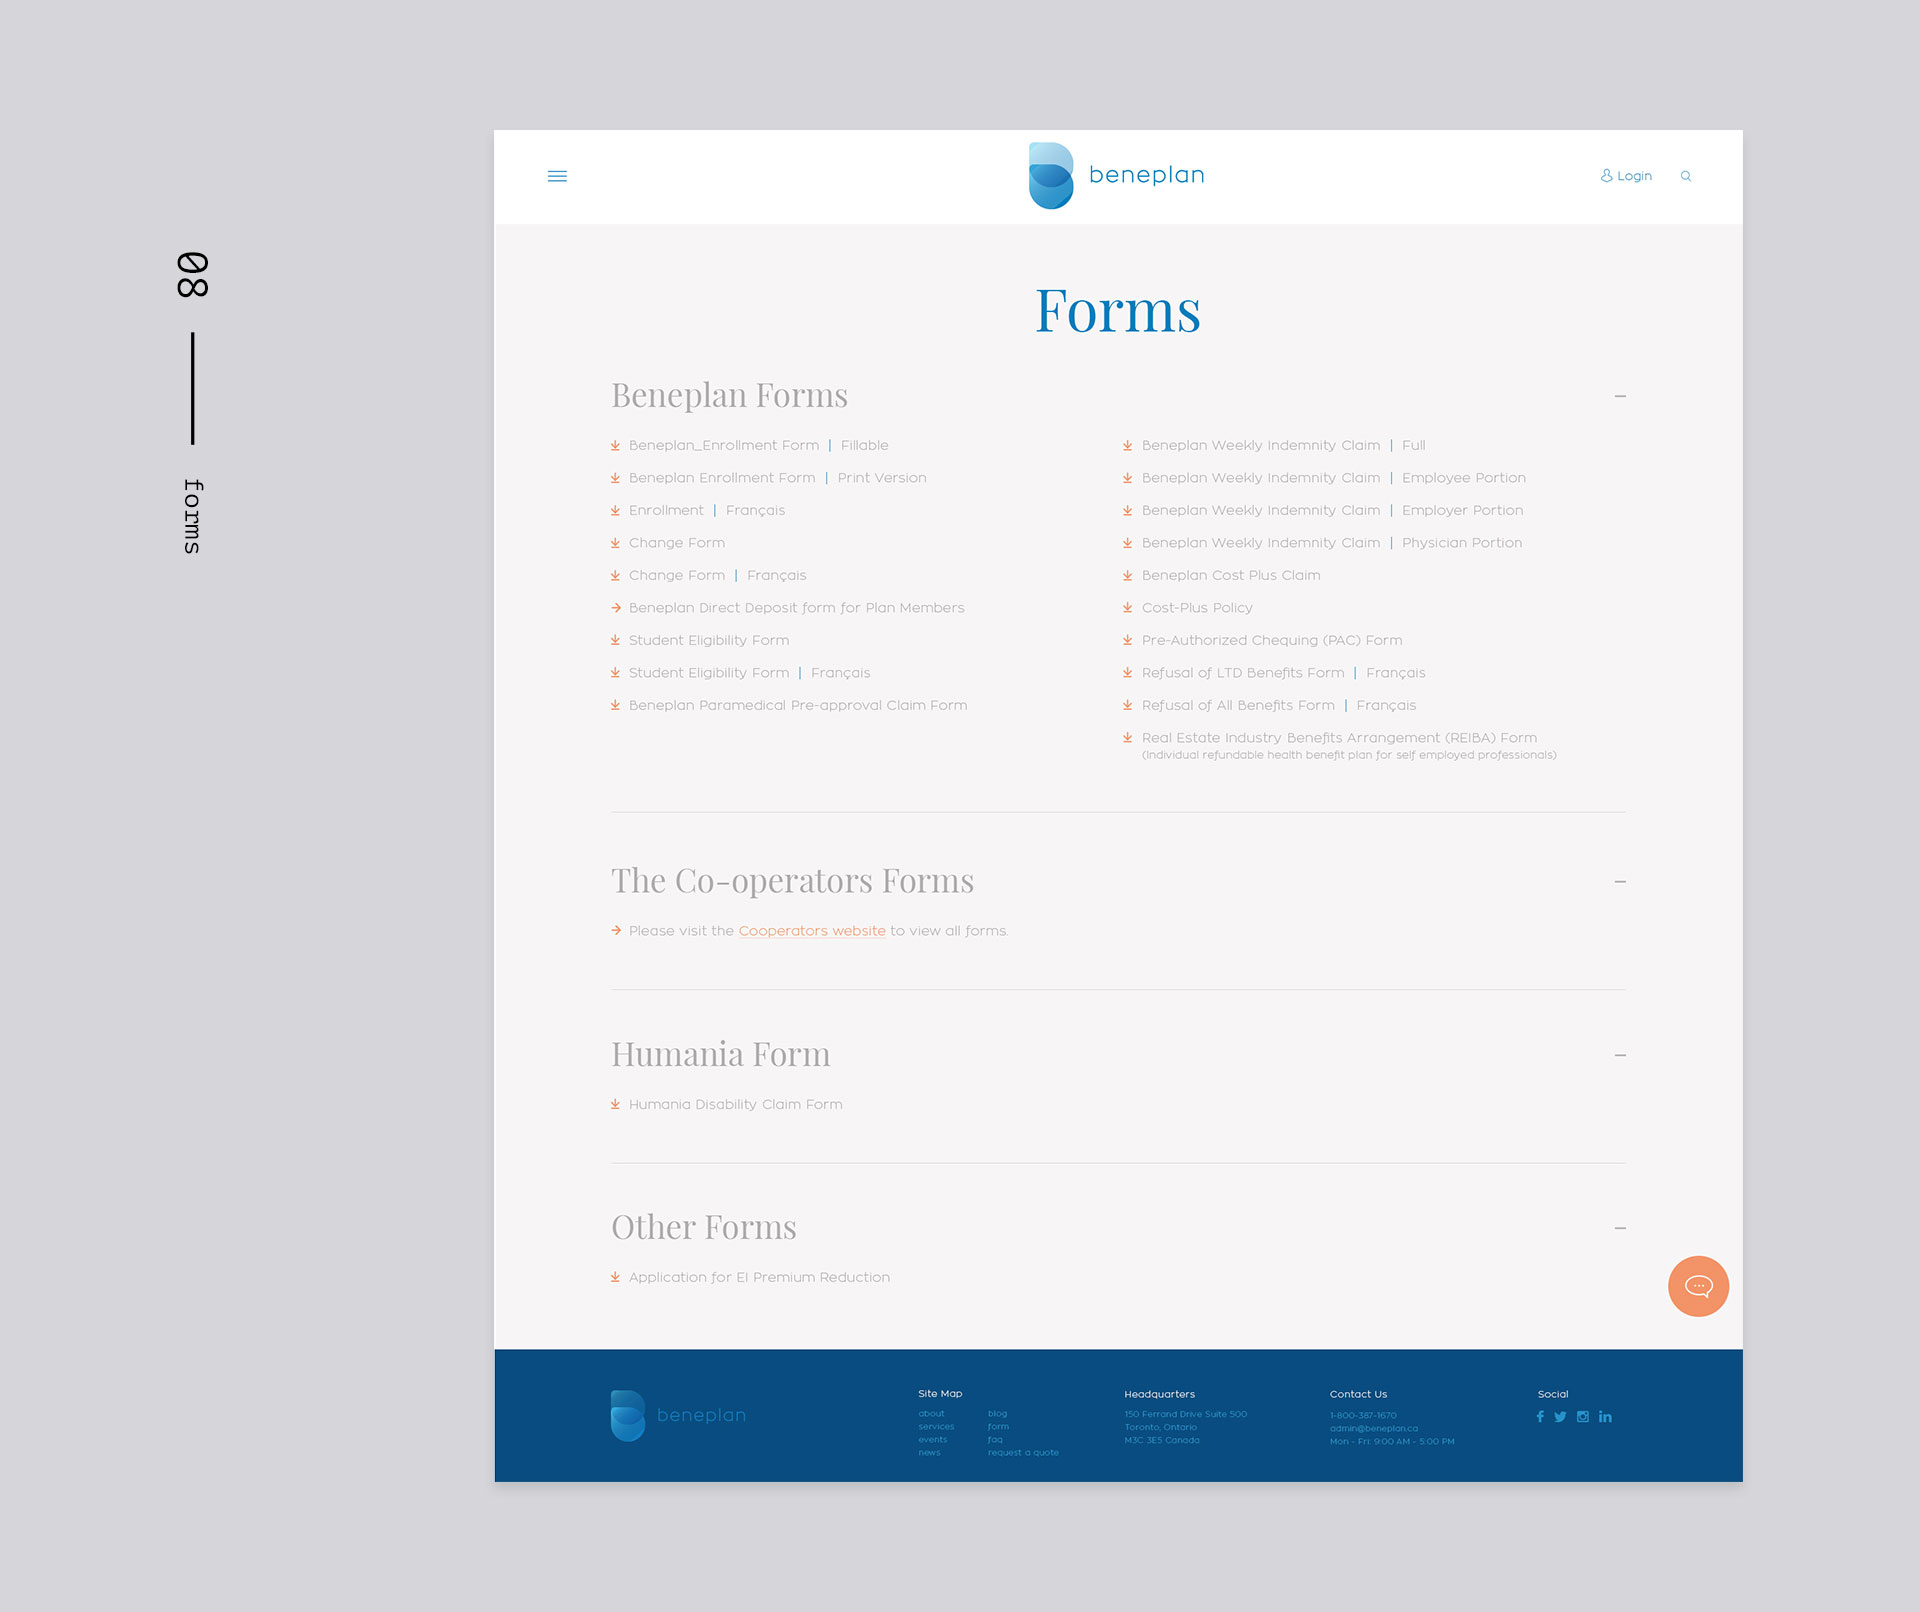 08
forms
beneplan
Login
Forms
Beneplan Forms
Beneplan_Enrollment Form | Fillable
Beneplan Enrollment Form | Print Version
Enrollment | Français
Change Form
Change Form | Français
Beneplan Direct Deposit form for Plan Members
Student Eligibility Form
Student Eligibility Form | Français
Beneplan Paramedical Pre-approval Claim Form
Beneplan Weekly Indemnity Claim | Full
Beneplan Weekly Indemnity Claim | Employee Portion
Beneplan Weekly Indemnity Claim | Employer Portion
Beneplan Weekly Indemnity Claim | Physician Portion
Beneplan Cost Plus Claim
Cost-Plus Policy
Pre-Authorized Chequing (PAC) Form
Refusal of LTD Benefits Form | Français
Refusal of All Benefits Form | Français
Real Estate Industry Benefits Arrangement (REIBA) Form
(Individual refundable health benefit plan for self employed professionals)
The Co-operators Forms
Please visit the Cooperators website to view all forms.
Humania Form
Humania Disability Claim Form
Other Forms
Application for EI Premium Reduction
beneplan
Site Map
about
services
events
news
blog
form
faq
request a quote
Headquarters
150 Ferrand Drive Suite 500
Toronto, Ontario
M3C 3E5 Canada
Contact Us
1-800-387-1670
admin@beneplan.ca
Mon - Fri: 9:00 AM - 5:00 PM
Social